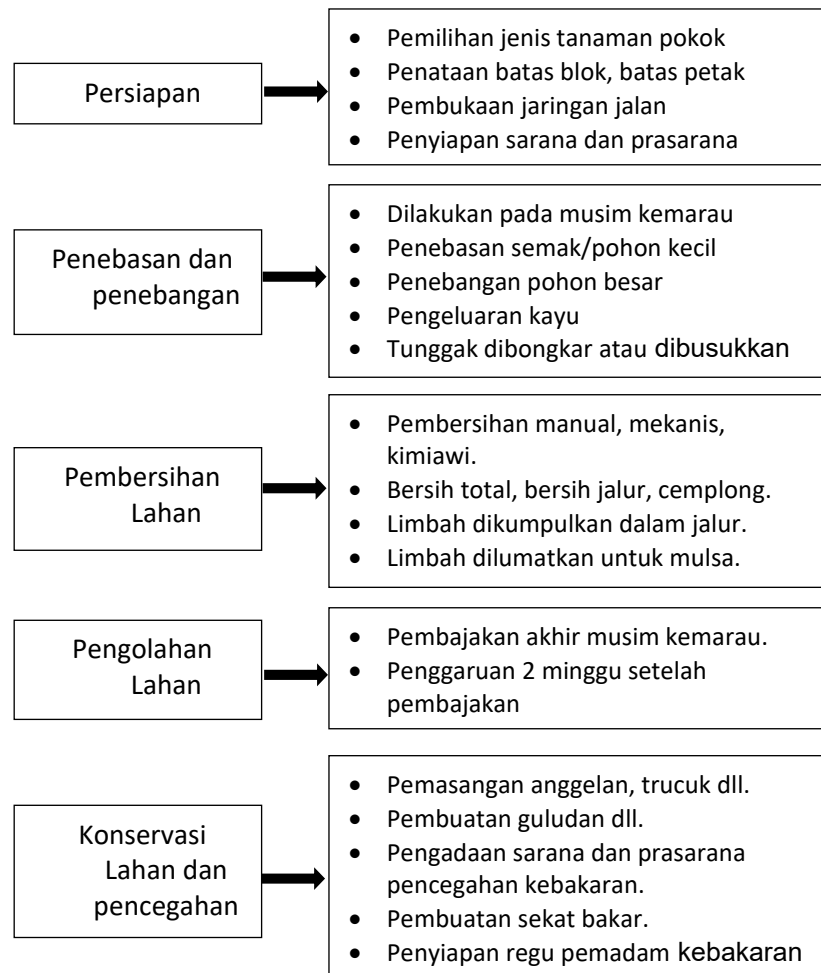 Persiapan
• Pemilihan jenis tanaman pokok
• Penataan batas blok, batas petak
• Pembukaan jaringan jalan
• Penyiapan sarana dan prasarana
Penebasan dan
penebangan
• Dilakukan pada musim kemarau
• Penebasan semak/pohon kecil
• Penebangan pohon besar
• Pengeluaran kayu
• Tunggak dibongkar atau dibusukkan
Pembersihan
Lahan
• Pembersihan manual, mekanis,
kimiawi.
• Bersih total, bersih jalur, cemplong.
• Limbah dikumpulkan dalam jalur.
• Limbah dilumatkan untuk mulsa.
Pengolahan
Lahan
• Pembajakan akhir musim kemarau.
• Penggaruan 2 minggu setelah
pembajakan
Konservasi
Lahan dan
pencegahan
• Pemasangan anggelan, trucuk dll.
• Pembuatan guludan dll.
• Pengadaan sarana dan prasarana
pencegahan kebakaran.
• Pembuatan sekat bakar.
• Penyiapan regu pemadam kebakaran